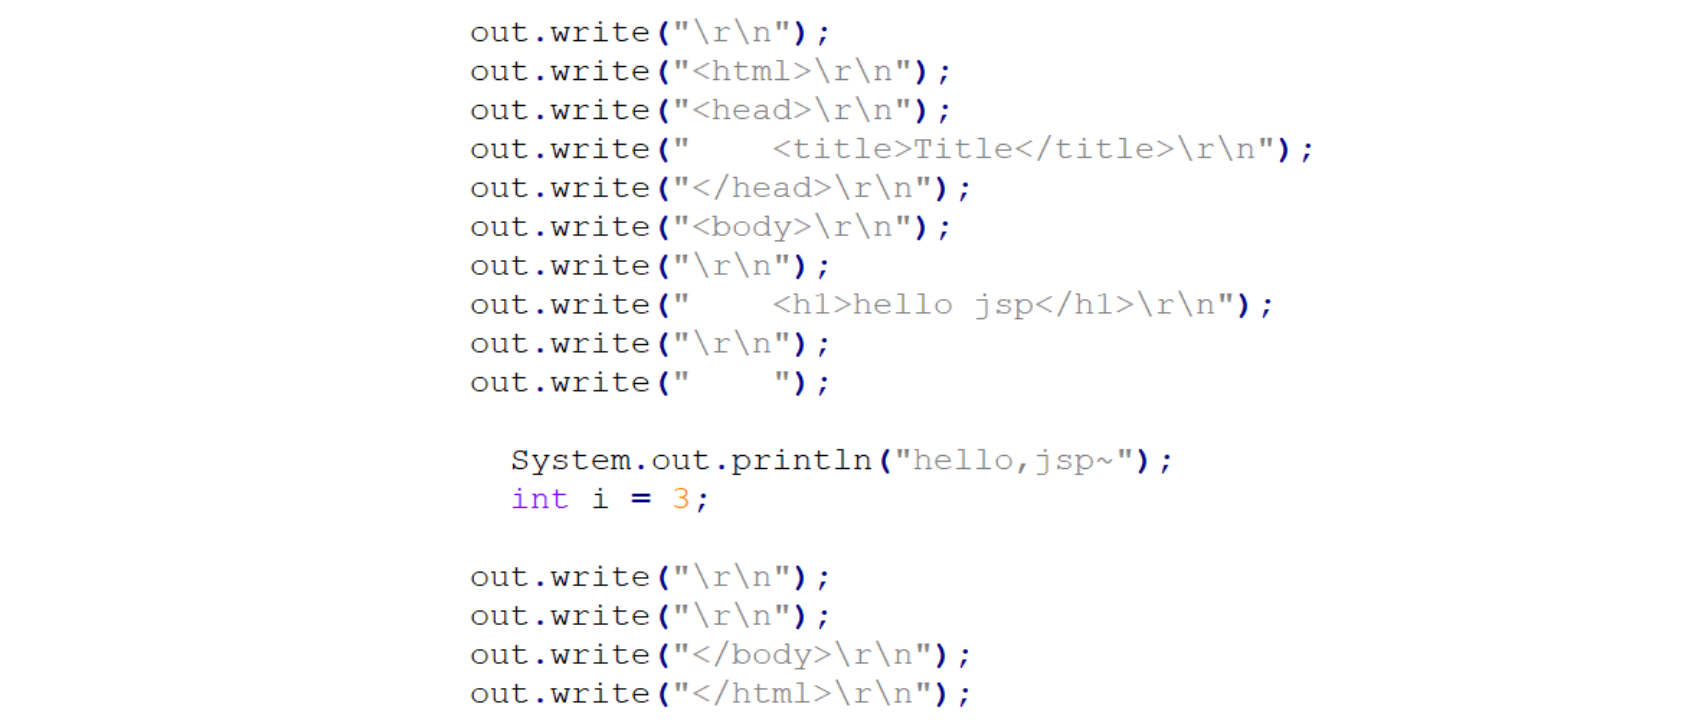 out.write("\r\n");
out.write("<html>\r\n");
out.write("<head>\r\n");
out.write("    <title>Title</title>\r\n");
out.write("</head>\r\n");
out.write("<body>\r\n");
out.write("\r\n");
out.write("    <h1>hello jsp</h1>\r\n");
out.write("\r\n");
out.write("    ");
  System.out.println("hello,jsp~");
  int i = 3;
out.write("\r\n");
out.write("\r\n");
out.write("</body>\r\n");
out.write("</html>\r\n");